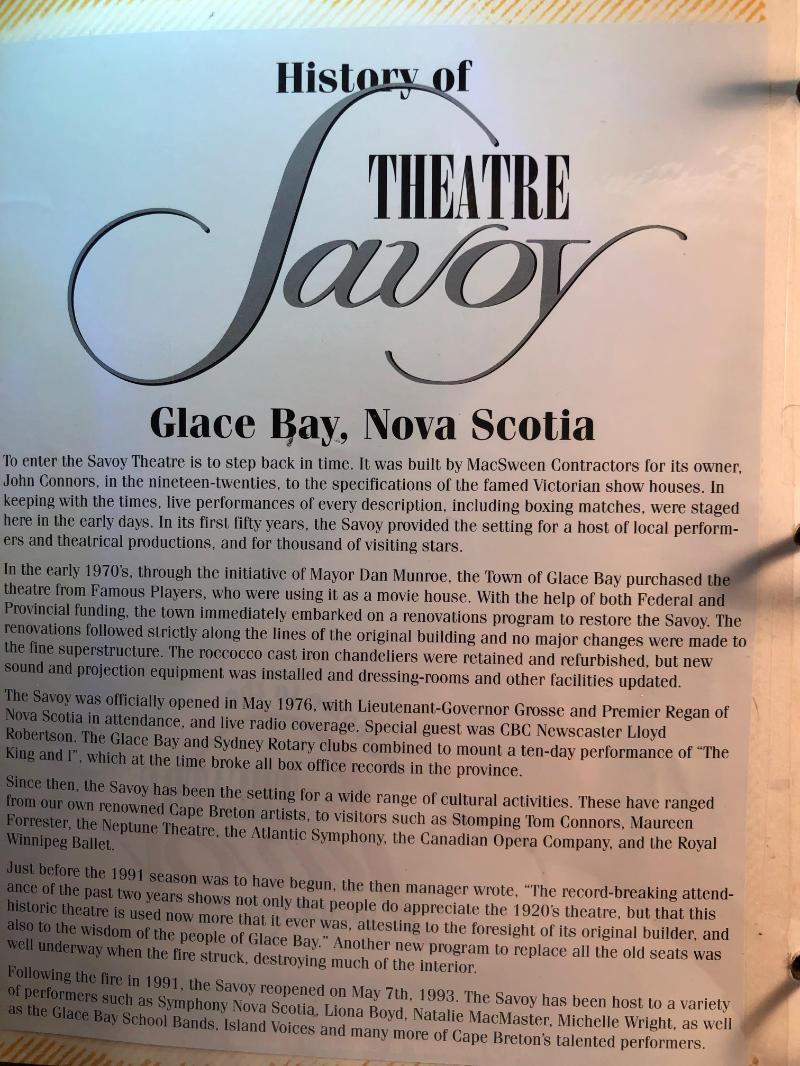 History of
THEATRE
Savoy
Glace Bay, Nova Scotia
To enter the Savoy Theatre is to step back in time. It was built by MacSween Contractors for its owner,
John Connors, in the nineteen-twenties, to the specifications of the famed Victorian show houses. In
keeping with the times, live performances of every description, including boxing matches, were staged
here in the early days. In its first fifty years, the Savoy provided the setting for a host of local perform-
ers and theatrical productions, and for thousand of visiting stars.
In the early 1970's, through the initiative of Mayor Dan Munroe, the Town of Glace Bay purchased the
theatre from Famous Players, who were using it as a movie house. With the help of both Federal and
Provincial funding, the town immediately embarked on a renovations program to restore the Savoy. The
renovations followed strictly along the lines of the original building and no major changes were made to
the fine superstructure. The roccocco cast iron chandeliers were retained and refurbished, but new
sound and projection equipment was installed and dressing-rooms and other facilities updated.
The Savoy was officially opened in May 1976, with Lieutenant-Governor Grosse and Premier Regan of
Nova Scotia in attendance, and live radio coverage. Special guest was CBC Newscaster Lloyd
Robertson. The Glace Bay and Sydney Rotary clubs combined to mount a ten-day performance of "The
King and I", which at the time broke all box office records in the province.
Since then, the Savoy has been the setting for a wide range of cultural activities. These have ranged
from our own renowned Cape Breton artists, to visitors such as Stomping Tom Connors, Maureen
Forrester, the Neptune Theatre, the Atlantic Symphony, the Canadian Opera Company, and the Royal
Winnipeg Ballet.
Just before the 1991 season was to have begun, the then manager wrote, "The record-breaking attend-
ance of the past two years shows not only that people do appreciate the 1920's theatre, but that this
historic theatre is used now more that it ever was, attesting to the foresight of its original builder, and
also to the wisdom of the people of Glace Bay." Another new program to replace all the old seats was
well underway when the fire struck, destroying much of the interior.
Following the fire in 1991, the Savoy reopened on May 7th, 1993. The Savoy has been host to a variety
of performers such as Symphony Nova Scotia, Liona Boyd, Natalie MacMaster, Michelle Wright, as well
as the Glace Bay School Bands, Island Voices and many more of Cape Breton's talented performers.